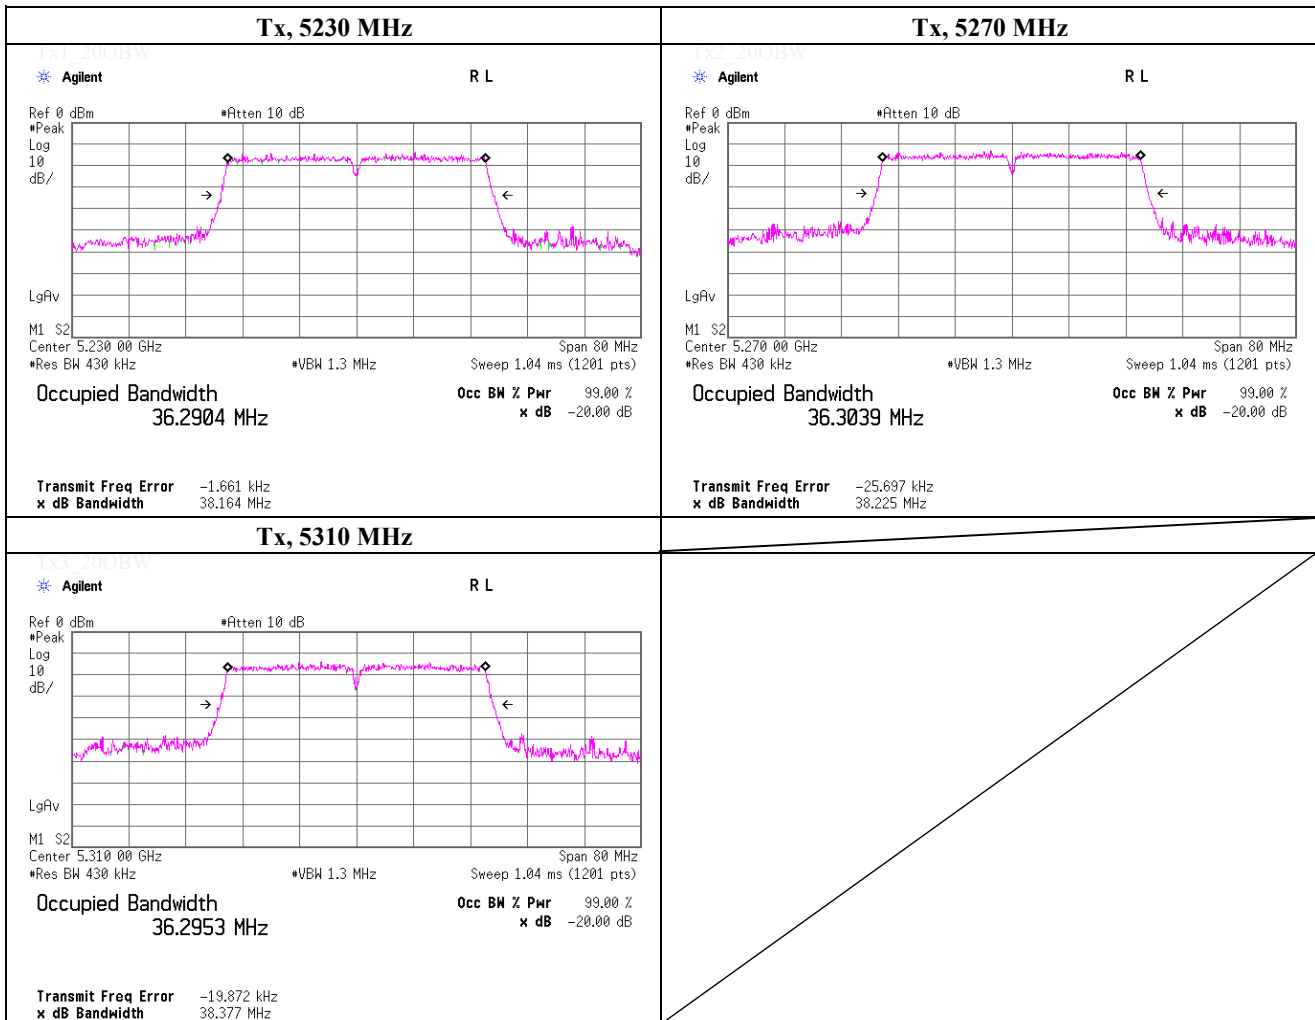 Tx, 5230 MHz
Tx, 5270 MHz
Tx1_20OBW
Agilent
R L
Ref 0 dBm
#Atten 10 dB
#Peak
Log
10
dB/
LgAv
M1 S2
Center 5.230 00 GHz
Span 80 MHz
#Res BW 430 kHz
#VBW 1.3 MHz
Sweep 1.04 ms (1201 pts)
Occupied Bandwidth
36.2904 MHz
Occ BW % Pwr 99.00 %
x dB -20.00 dB
Transmit Freq Error -1.661 kHz
x dB Bandwidth 38.164 MHz
Tx2_20OBW
Agilent
R L
Ref 0 dBm
#Atten 10 dB
#Peak
Log
10
dB/
LgAv
M1 S2
Center 5.270 00 GHz
Span 80 MHz
#Res BW 430 kHz
#VBW 1.3 MHz
Sweep 1.04 ms (1201 pts)
Occupied Bandwidth
36.3039 MHz
Occ BW % Pwr 99.00 %
x dB -20.00 dB
Transmit Freq Error -25.697 kHz
x dB Bandwidth 38.225 MHz
Tx, 5310 MHz
Tx3_20OBW
Agilent
R L
Ref 0 dBm
#Atten 10 dB
#Peak
Log
10
dB/
LgAv
M1 S2
Center 5.310 00 GHz
Span 80 MHz
#Res BW 430 kHz
#VBW 1.3 MHz
Sweep 1.04 ms (1201 pts)
Occupied Bandwidth
36.2953 MHz
Occ BW % Pwr 99.00 %
x dB -20.00 dB
Transmit Freq Error -19.872 kHz
x dB Bandwidth 38.377 MHz